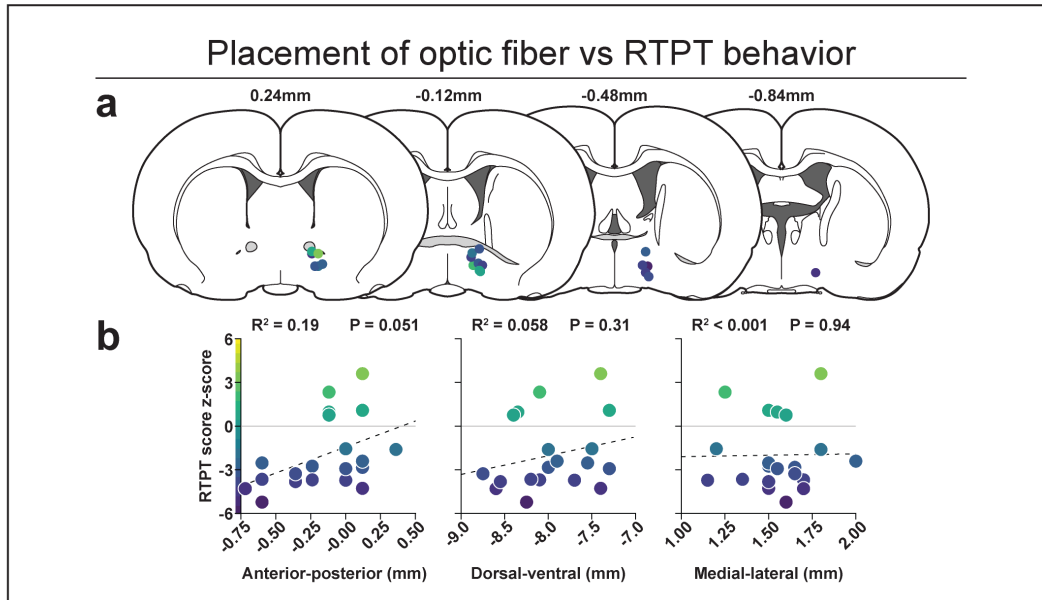 Placement of optic fiber vs RTPT behavior
a
0.24mm
-0.12mm
-0.48mm
-0.84mm
b
R² = 0.19
P = 0.051
R² = 0.058
P = 0.31
R² < 0.001
P = 0.94
RTPT score z-score
6
3
0
-3
-6
-0.75
-0.50
-0.25
-0.00
0.25
0.50
Anterior-posterior (mm)
-9.0
-8.5
-8.0
-7.5
-7.0
Dorsal-ventral (mm)
1.00
1.25
1.50
1.75
2.00
Medial-lateral (mm)